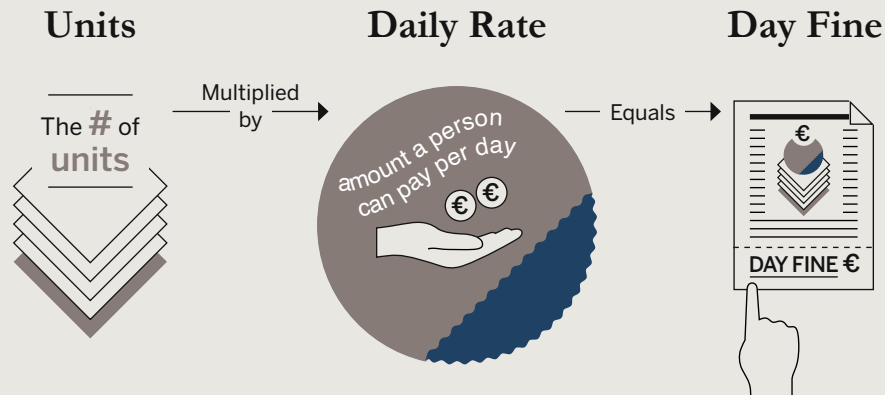 Units
Daily Rate
Day Fine
The # of
units
Multiplied
by
amount a person
can pay per day
€ €
Equals
€
DAY FINE €